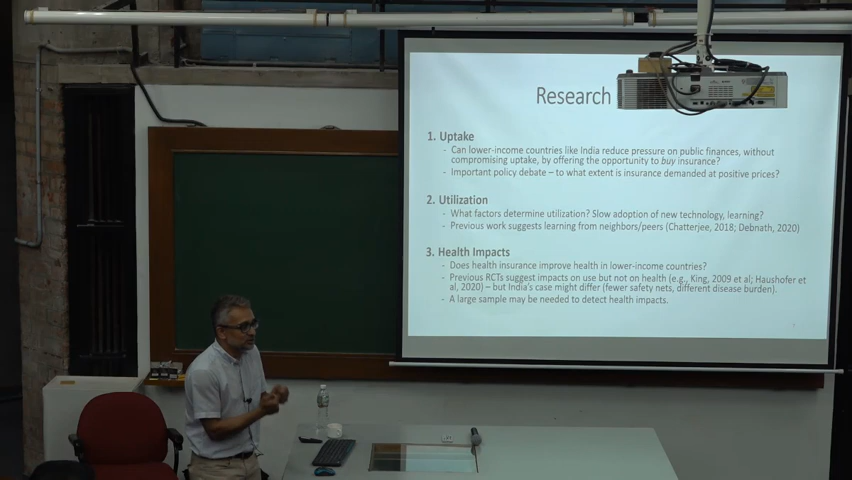 Research
1. Uptake
- Can lower-income countries like India reduce pressure on public finances, without
compromising uptake, by offering the opportunity to buy insurance?
- Important policy debate – to what extent is insurance demanded at positive prices?
2. Utilization
- What factors determine utilization? Slow adoption of new technology, learning?
- Previous work suggests learning from neighbors/peers (Chatterjee, 2018; Debnath, 2020)
3. Health Impacts
- Does health insurance improve health in lower-income countries?
- Previous RCTs suggest impacts on use but not on health (e.g., King, 2009 et al; Haushofer et
al, 2020) – but India's case might differ (fewer safety nets, different disease burden).
- A large sample may be needed to detect health impacts.